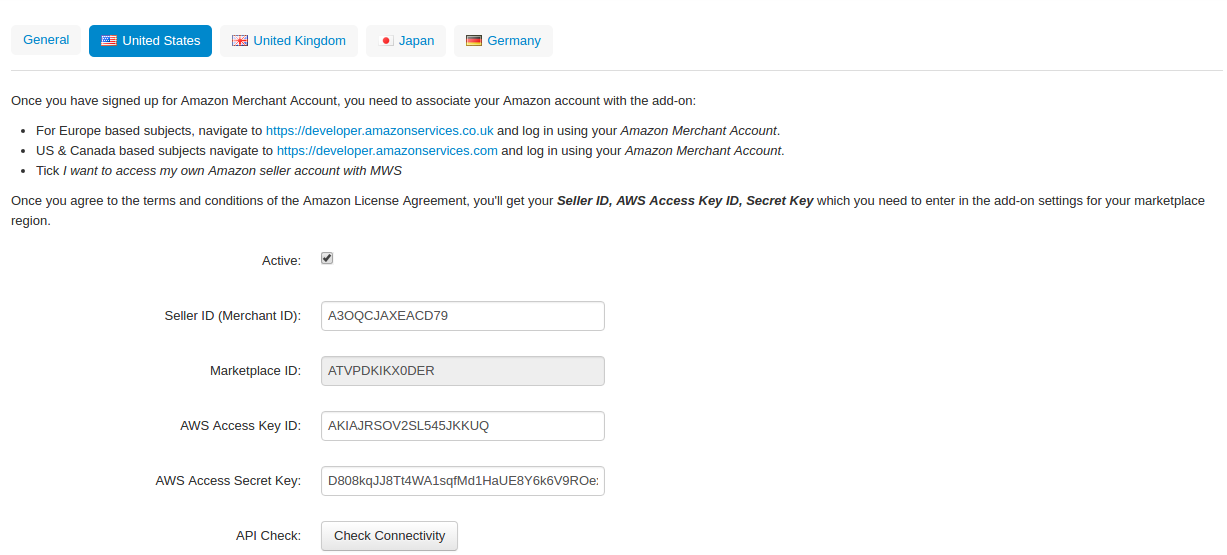 General United States United Kingdom Japan Germany
Once you have signed up for Amazon Merchant Account, you need to associate your Amazon account with the add-on:
• For Europe based subjects, navigate to https://developer.amazonservices.co.uk and log in using your Amazon Merchant Account.
• US & Canada based subjects navigate to https://developer.amazonservices.com and log in using your Amazon Merchant Account.
• Tick I want to access my own Amazon seller account with MWS
Once you agree to the terms and conditions of the Amazon License Agreement, you'll get your Seller ID, AWS Access Key ID, Secret Key which you need to enter in the add-on settings for your marketplace
region.
Active:
Seller ID (Merchant ID): A3OQCJAXEACD79
Marketplace ID: ATVPDKIKX0DER
AWS Access Key ID: AKIAJRSOV2SL545JKKUQ
AWS Access Secret Key: D808kqJJ8Tt4WA1sqfMd1HaUE8Y6k6V9ROe
API Check: Check Connectivity